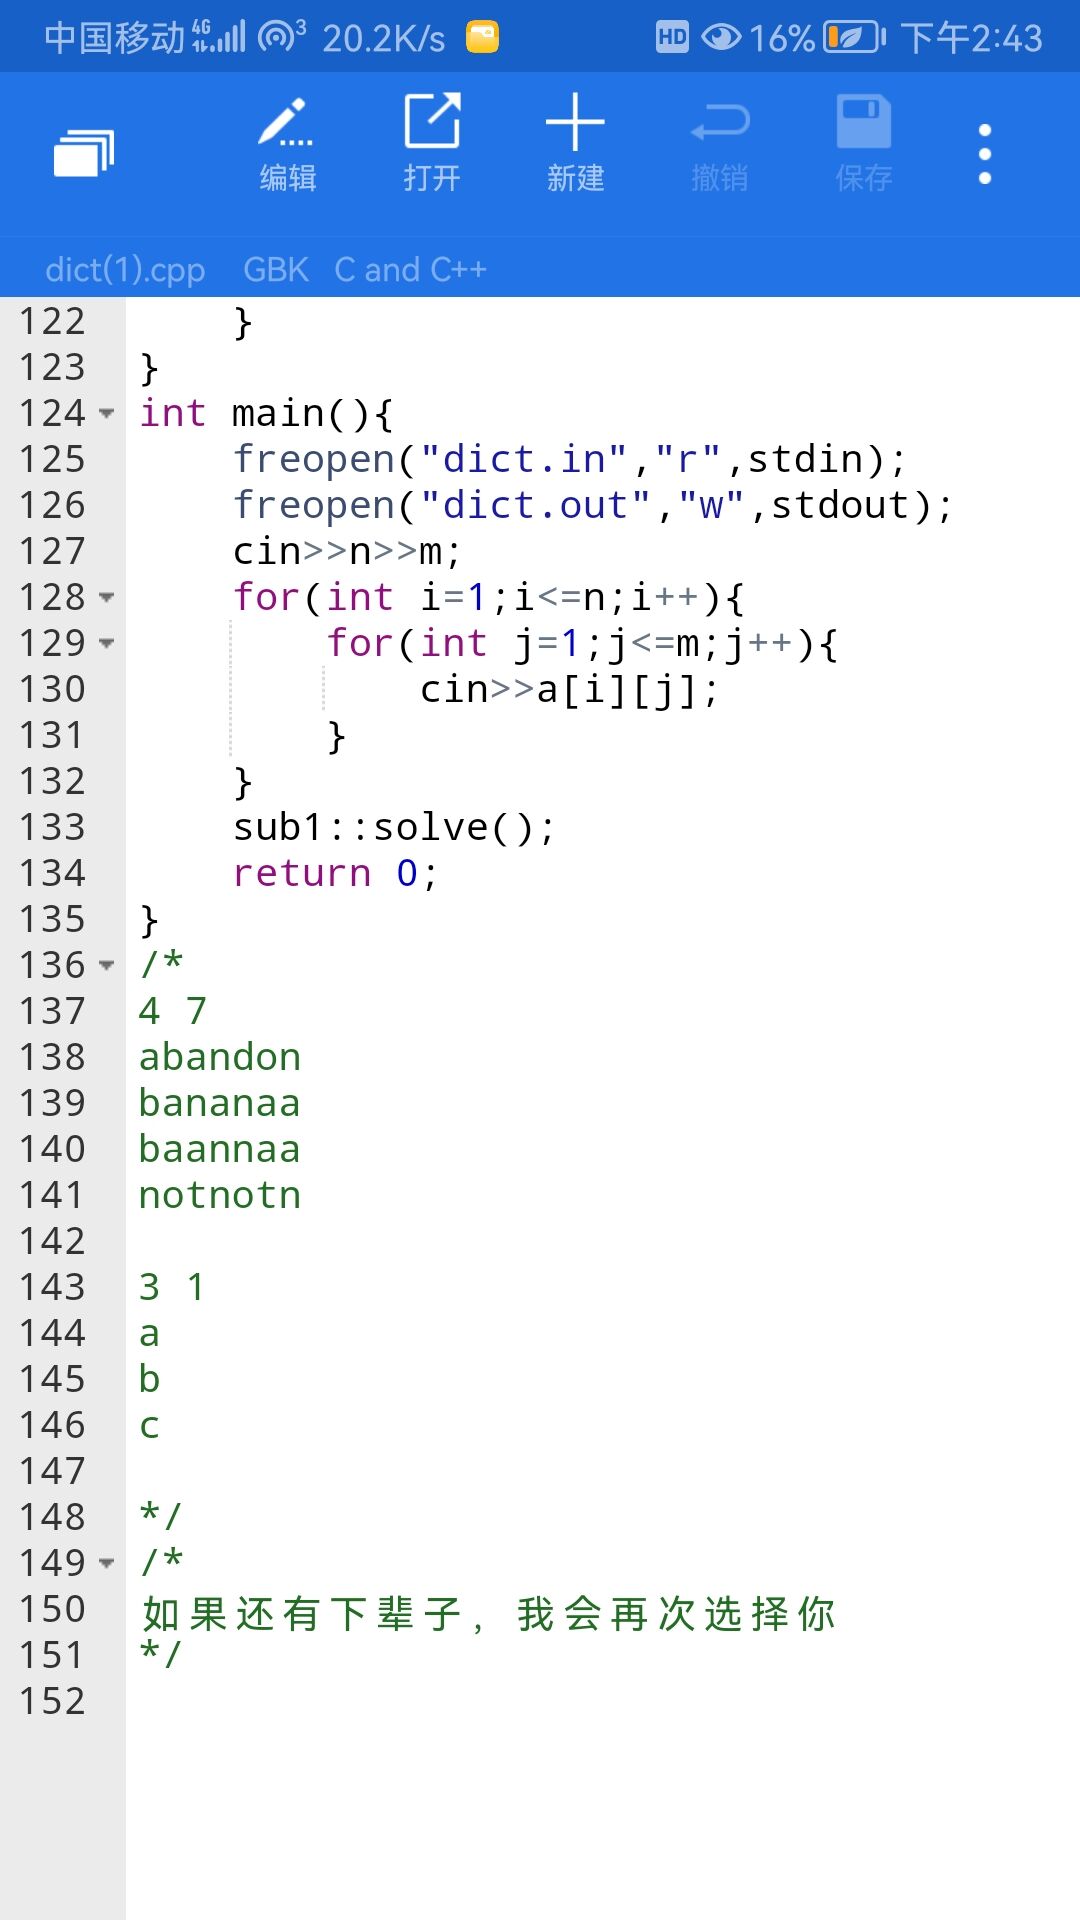 中国移动 4G 3 20.2K/s HD 16% 下午2:43
编辑 打开 新建 撤销 保存
dict(1).cpp GBK C and C++
122     }
123 }
124 int main(){
125     freopen("dict.in","r",stdin);
126     freopen("dict.out","w",stdout);
127     cin>>n>>m;
128     for(int i=1;i<=n;i++){
129         for(int j=1;j<=m;j++){
130             cin>>a[i][j];
131         }
132     }
133     sub1::solve();
134     return 0;
135 }
136 /*
137 4 7
138 abandon
139 bananaa
140 baannaa
141 notnotn
142
143 3 1
144 a
145 b
146 c
147
148 */
149 /*
150 如果还有下辈子，我会再次选择你
151 */
152